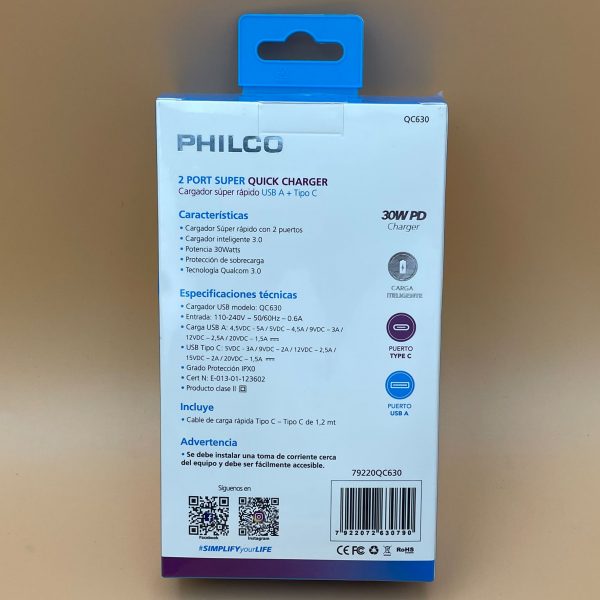 QC630
PHILCO
2 PORT SUPER QUICK CHARGER
Cargador súper rápido USB A + Tipo C
Características
• Cargador Súper rápido con 2 puertos
• Cargador inteligente 3.0
• Potencia 30Watts
• Protección de sobrecarga
• Tecnología Qualcom 3.0
30W PD
Charger
CARGA
INTELIGENTE
Especificaciones técnicas
• Cargador USB modelo: QC630
• Entrada: 110-240V – 50/60Hz – 0.6A
• Carga USB A: 4,5VDC - 5A / 5VDC – 4,5A / 9VDC – 3A /
12VDC – 2,5A / 20VDC – 1,5A
• USB Tipo C: 5VDC - 3A / 9VDC – 2A / 12VDC – 2,5A /
15VDC – 2A / 20VDC – 1,5A
• Grado Protección IPX0
• Cert N: E-013-01-123602
• Producto clase II
PUERTO
TYPE C
PUERTO
USB A
Incluye
• Cable de carga rápida Tipo C – Tipo C de 1,2 mt
Advertencia
• Se debe instalar una toma de corriente cerca
del equipo y debe ser fácilmente accesible.
Síguenos en
Facebook
Instagram
#SIMPLIFYyourLIFE
79220QC630
7 922072 630790
CE FC RoHS